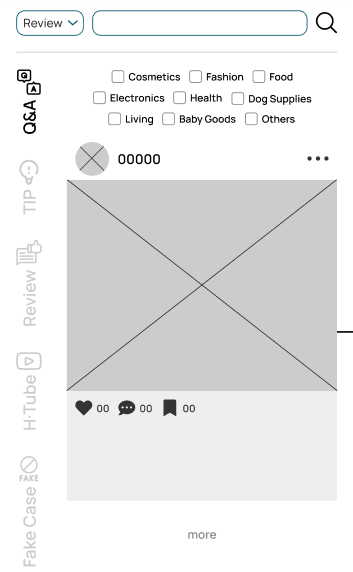 Review
Cosmetics Fashion Food
Electronics Health Dog Supplies
Living Baby Goods Others
Q A
Q&A
TIP
Review
H·Tube
FAKE
Fake Case
00000
00 00 00
more